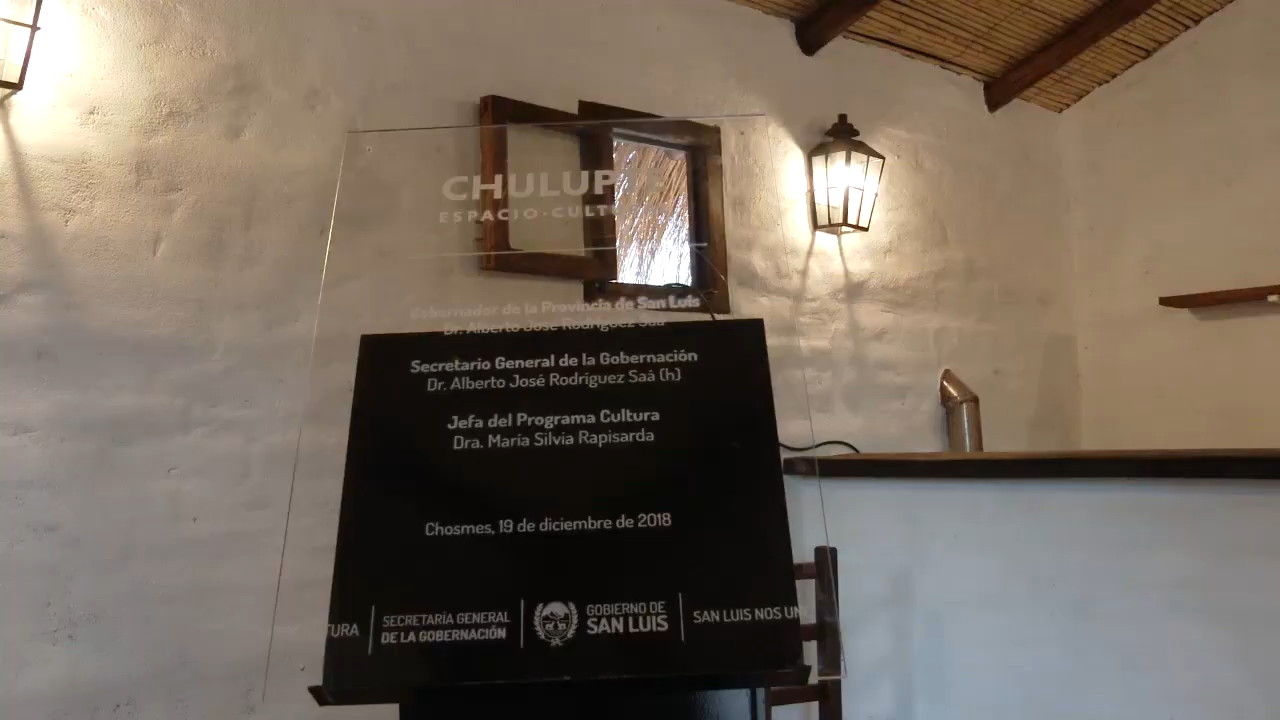 CHULUP
ESPACIO·CULTU
Gobernador de la Provincia de San Luis
Dr. Alberto José Rodríguez Saá
Secretario General de la Gobernación
Dr. Alberto José Rodríguez Saá (h)
Jefa del Programa Cultura
Dra. María Silvia Rapisarda
Chosmes, 19 de diciembre de 2018
TURA
SECRETARÍA GENERAL
DE LA GOBERNACIÓN
GOBIERNO DE
SAN LUIS
SAN LUIS NOS UN